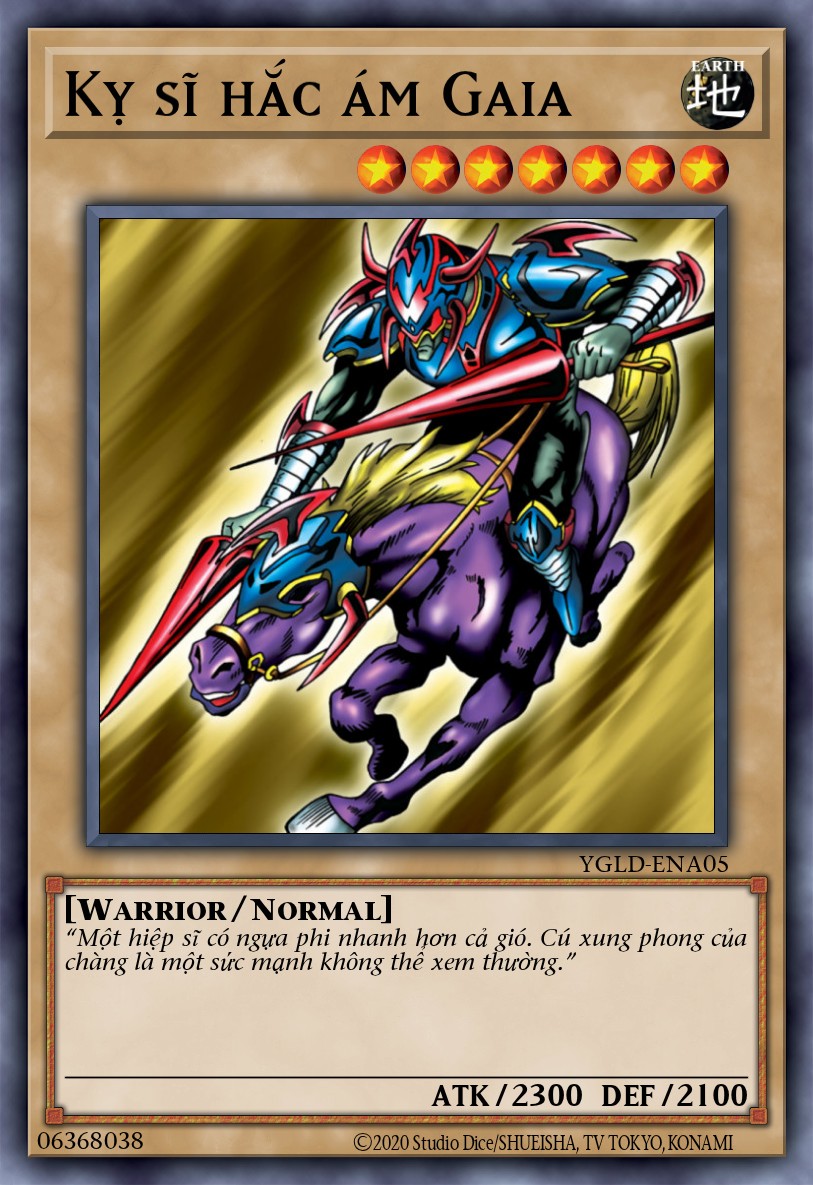 Kỵ sĩ hắc ám Gaia
EARTH
地
YGLD-ENA05
[Warrior/Normal]
“Một hiệp sĩ có ngựa phi nhanh hơn cả gió. Cú xung phong của
chàng là một sức mạnh không thể xem thường.”
ATK/2300 DEF/2100
06368038
©2020 Studio Dice/SHUEISHA, TV TOKYO, KONAMI